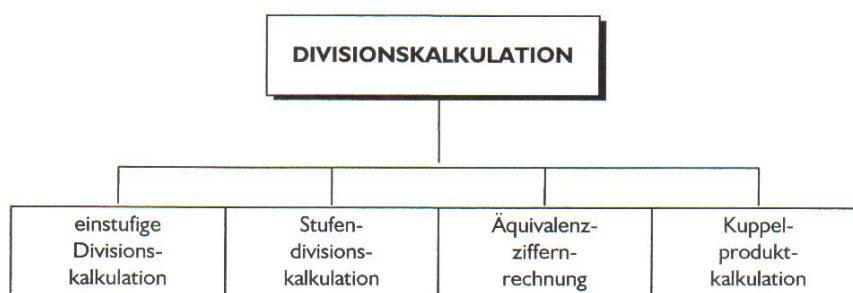 DIVISIONSKALKULATION
einstufige
Divisions-
kalkulation
Stufen-
divisions-
kalkulation
Äquivalenz-
ziffern-
rechnung
Kuppel-
produkt-
kalkulation